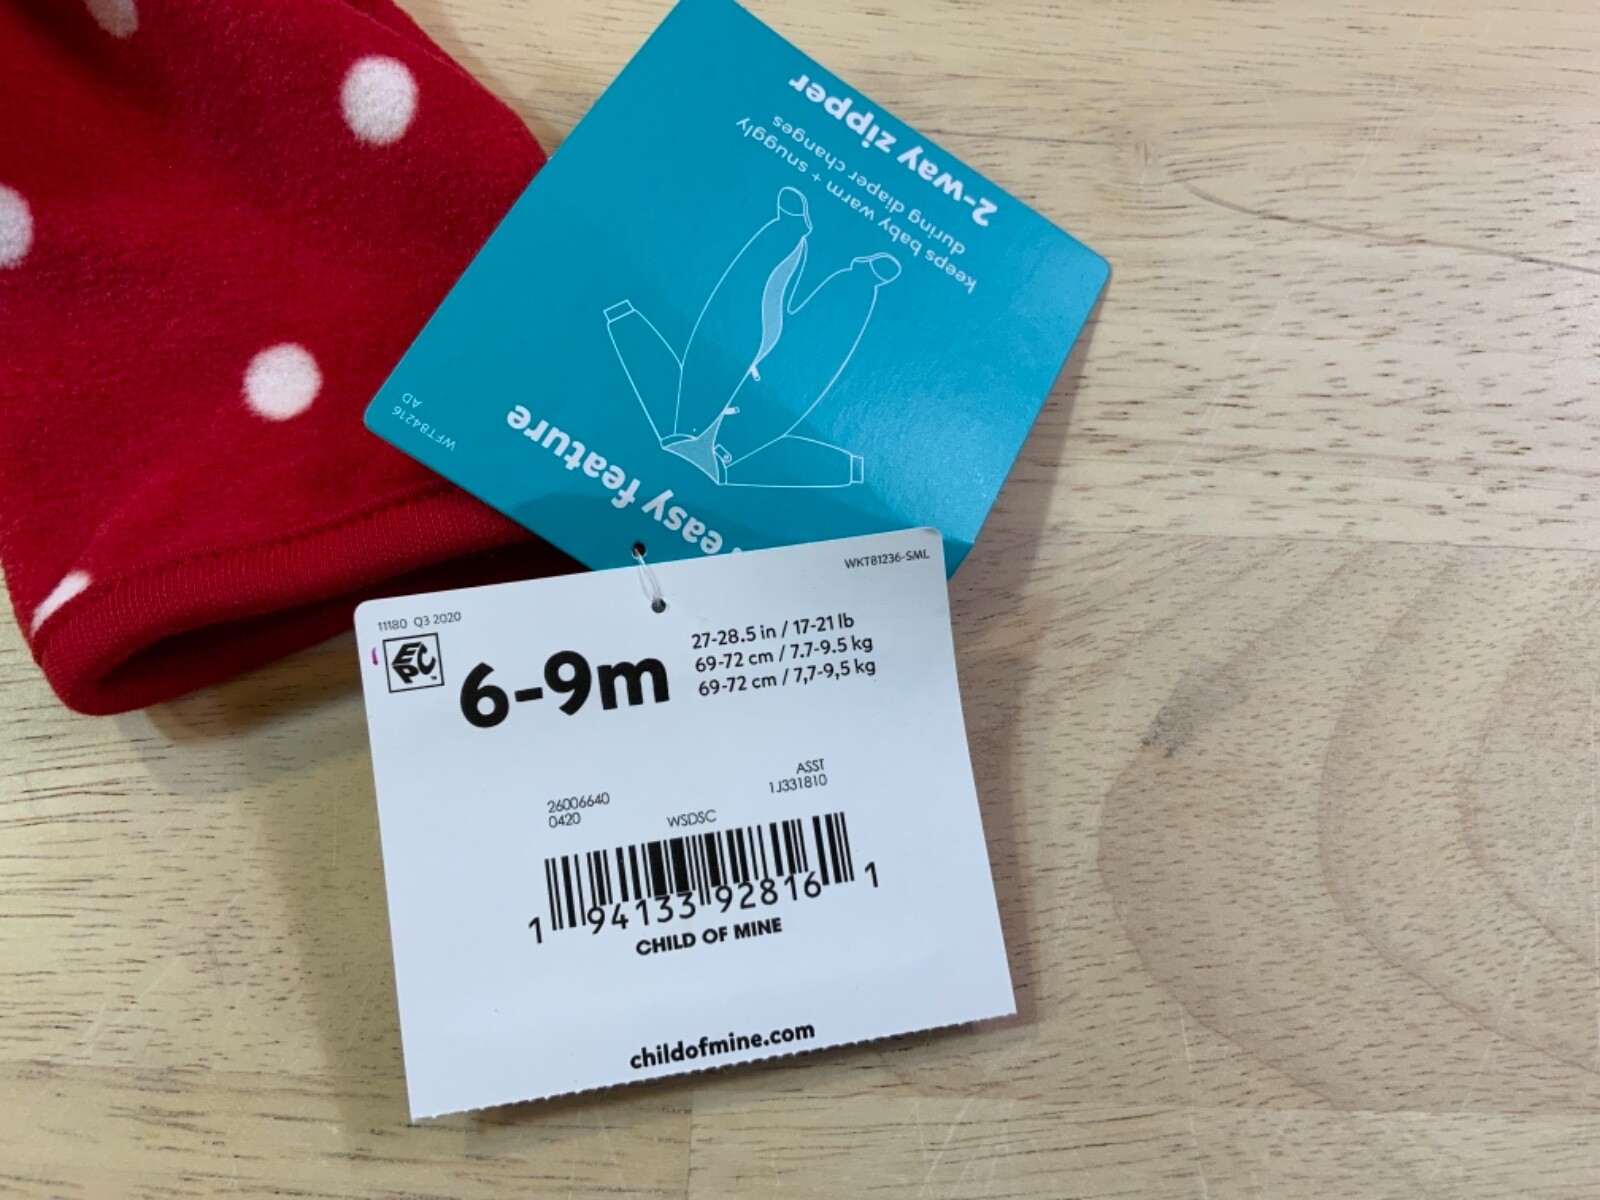 2-way zipper
keeps baby warm + snuggly
during diaper changes
easy feature
WFT84216
AD
WKT81236-SML
11180 Q3 2020
EPC
6-9m
27-28.5 in / 17-21 lb
69-72 cm / 7.7-9.5 kg
69-72 cm / 7,7-9,5 kg
26006640
0420
WSDSC
ASST
1J331810
1 94133 92816 1
CHILD OF MINE
childofmine.com